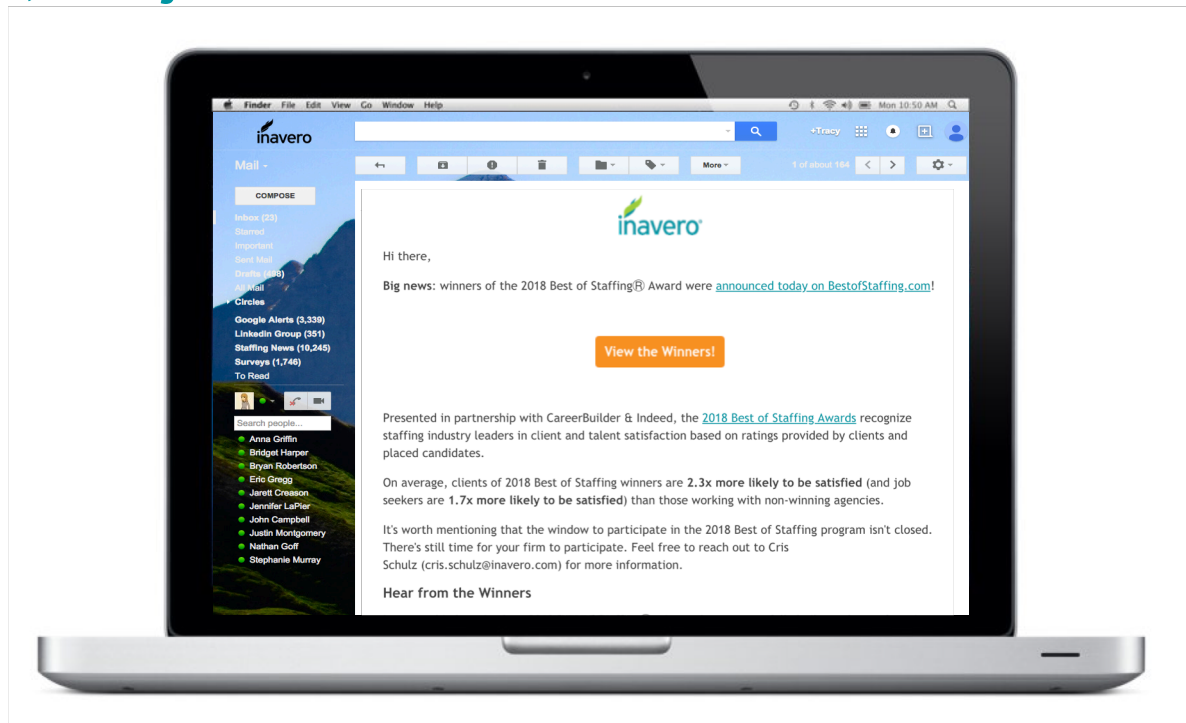 Finder File Edit View Go Window Help
Mon 10:50 AM
inavero
+Tracy
Mail
More
1 of about 164
COMPOSE
Inbox (23)
Starred
Important
Sent Mail
Drafts (498)
All Mail
Circles
Google Alerts (3,339)
LinkedIn Group (351)
Staffing News (10,245)
Surveys (1,746)
To Read
Search people...
Anna Griffin
Bridget Harper
Bryan Robertson
Eric Gregg
Jarett Creason
Jennifer LaPier
John Campbell
Justin Montgomery
Nathan Goff
Stephanie Murray
inavero
Hi there,
Big news: winners of the 2018 Best of Staffing® Award were announced today on BestofStaffing.com!
View the Winners!
Presented in partnership with CareerBuilder & Indeed, the 2018 Best of Staffing Awards recognize
staffing industry leaders in client and talent satisfaction based on ratings provided by clients and
placed candidates.
On average, clients of 2018 Best of Staffing winners are 2.3x more likely to be satisfied (and job
seekers are 1.7x more likely to be satisfied) than those working with non-winning agencies.
It's worth mentioning that the window to participate in the 2018 Best of Staffing program isn't closed.
There's still time for your firm to participate. Feel free to reach out to Cris
Schulz (cris.schulz@inavero.com) for more information.
Hear from the Winners